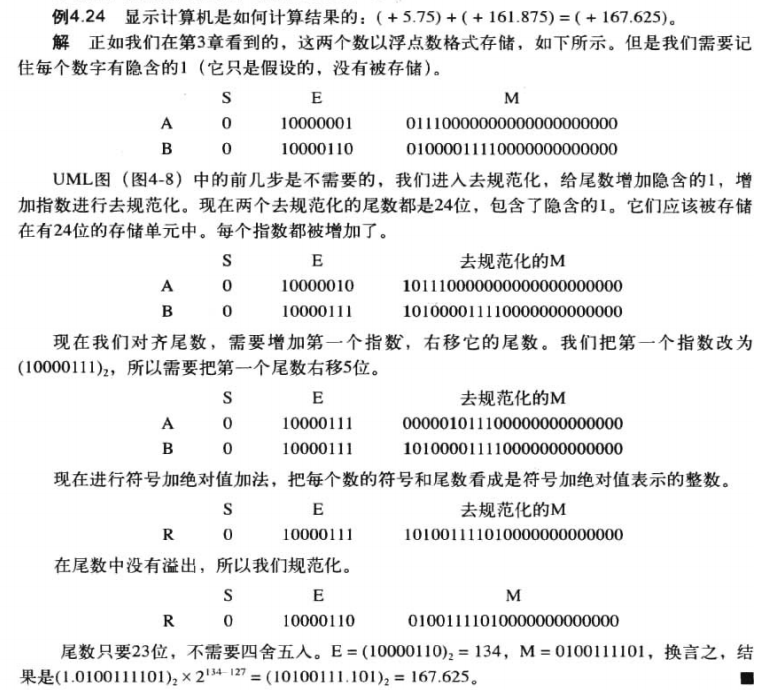 例4.24 显示计算机是如何计算结果的：(+5.75)+(+161.875)=(+167.625)。
解 正如我们在第3章看到的，这两个数以浮点数格式存储，如下所示。但是我们需要记
住每个数字有隐含的1（它只是假设的，没有被存储）。
S E M
A 0 10000001 01110000000000000000000
B 0 10000110 01000011110000000000000
UML图（图4-8）中的前几步是不需要的，我们进入去规范化，给尾数增加隐含的1，增
加指数进行去规范化。现在两个去规范化的尾数都是24位，包含了隐含的1。它们应该被存储
在有24位的存储单元中。每个指数都被增加了。
S E 去规范化的M
A 0 10000010 101110000000000000000000
B 0 10000111 101000011110000000000000
现在我们对齐尾数，需要增加第一个指数，右移它的尾数。我们把第一个指数改为
(10000111)₂，所以需要把第一个尾数右移5位。
S E 去规范化的M
A 0 10000111 000001011100000000000000
B 0 10000111 101000011110000000000000
现在进行符号加绝对值加法，把每个数的符号和尾数看成是符号加绝对值表示的整数。
S E 去规范化的M
R 0 10000111 101001111010000000000000
在尾数中没有溢出，所以我们规范化。
S E M
R 0 10000110 01001111010000000000000
尾数只要23位，不需要四舍五入。E=(10000110)₂=134，M=0100111101，换言之，结
果是(1.0100111101)₂×2¹³⁴⁻¹²⁷=(10100111.101)₂=167.625。